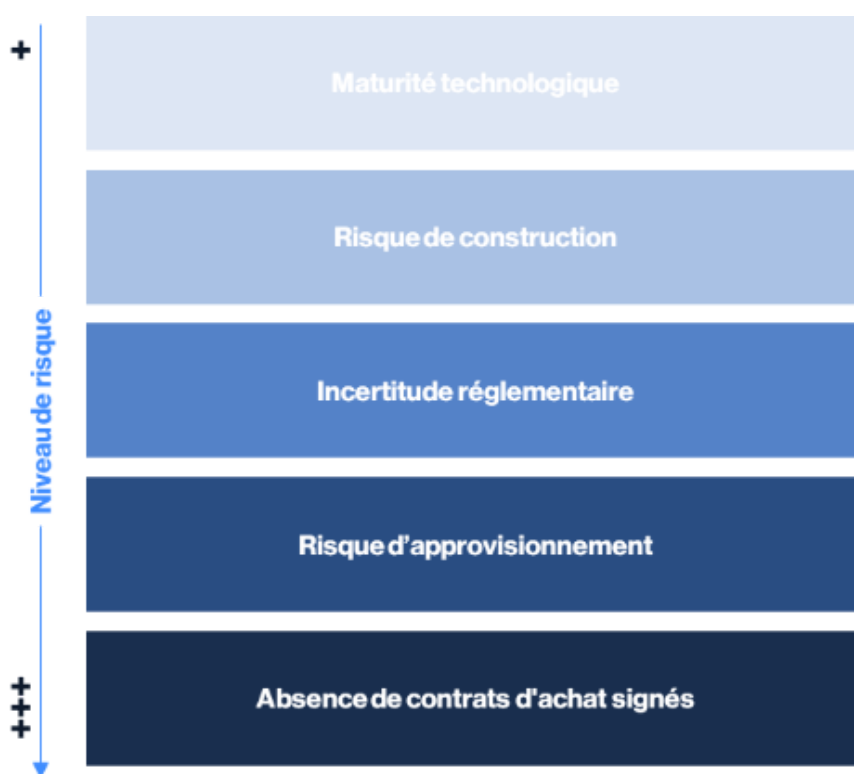 +
Maturité technologique
Risque de construction
Niveau de risque
Incertitude réglementaire
Risque d'approvisionnement
+++
Absence de contrats d'achat signés